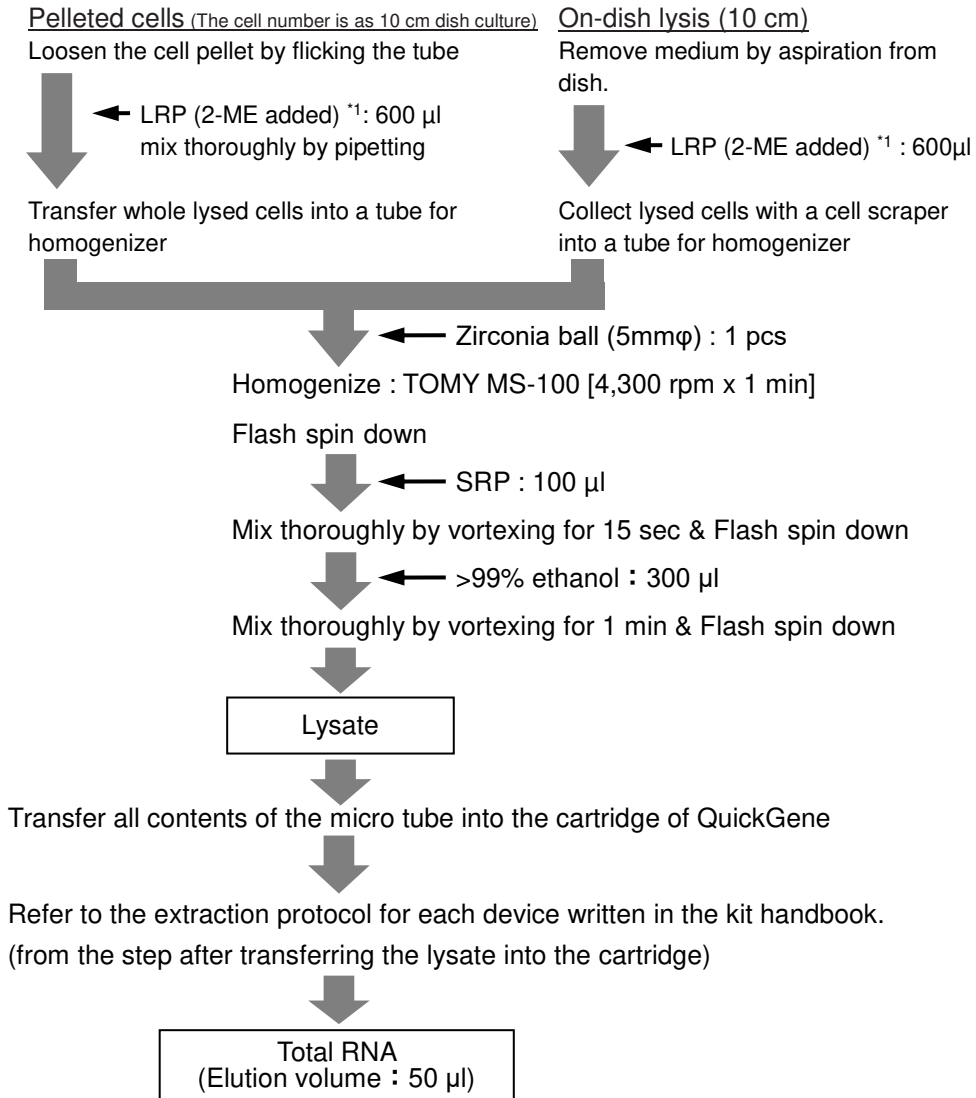 Pelleted cells (The cell number is as 10 cm dish culture)
Loosen the cell pellet by flicking the tube
LRP (2-ME added) *1: 600 µl
mix thoroughly by pipetting
Transfer whole lysed cells into a tube for
homogenizer
On-dish lysis (10 cm)
Remove medium by aspiration from
dish.
LRP (2-ME added) *1 : 600µl
Collect lysed cells with a cell scraper
into a tube for homogenizer
Zirconia ball (5mmφ) : 1 pcs
Homogenize : TOMY MS-100 [4,300 rpm x 1 min]
Flash spin down
SRP : 100 µl
Mix thoroughly by vortexing for 15 sec & Flash spin down
>99% ethanol：300 µl
Mix thoroughly by vortexing for 1 min & Flash spin down
Lysate
Transfer all contents of the micro tube into the cartridge of QuickGene
Refer to the extraction protocol for each device written in the kit handbook.
(from the step after transferring the lysate into the cartridge)
Total RNA
(Elution volume：50 µl)